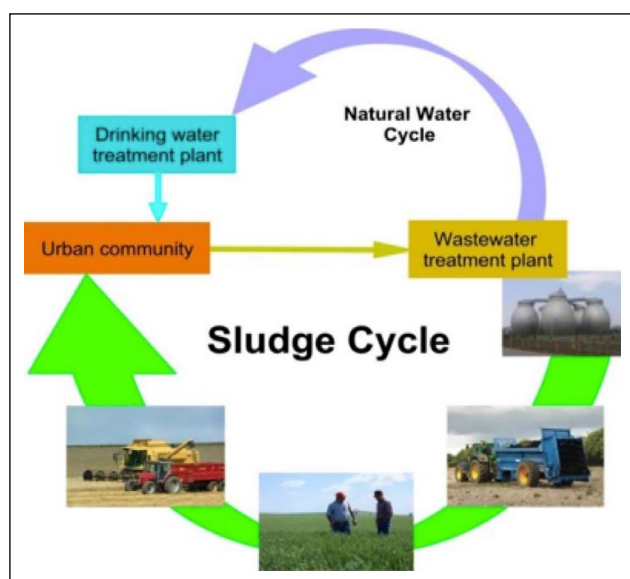 Natural Water
Cycle
Drinking water
treatment plant
Urban community
Wastewater
treatment plant
Sludge Cycle